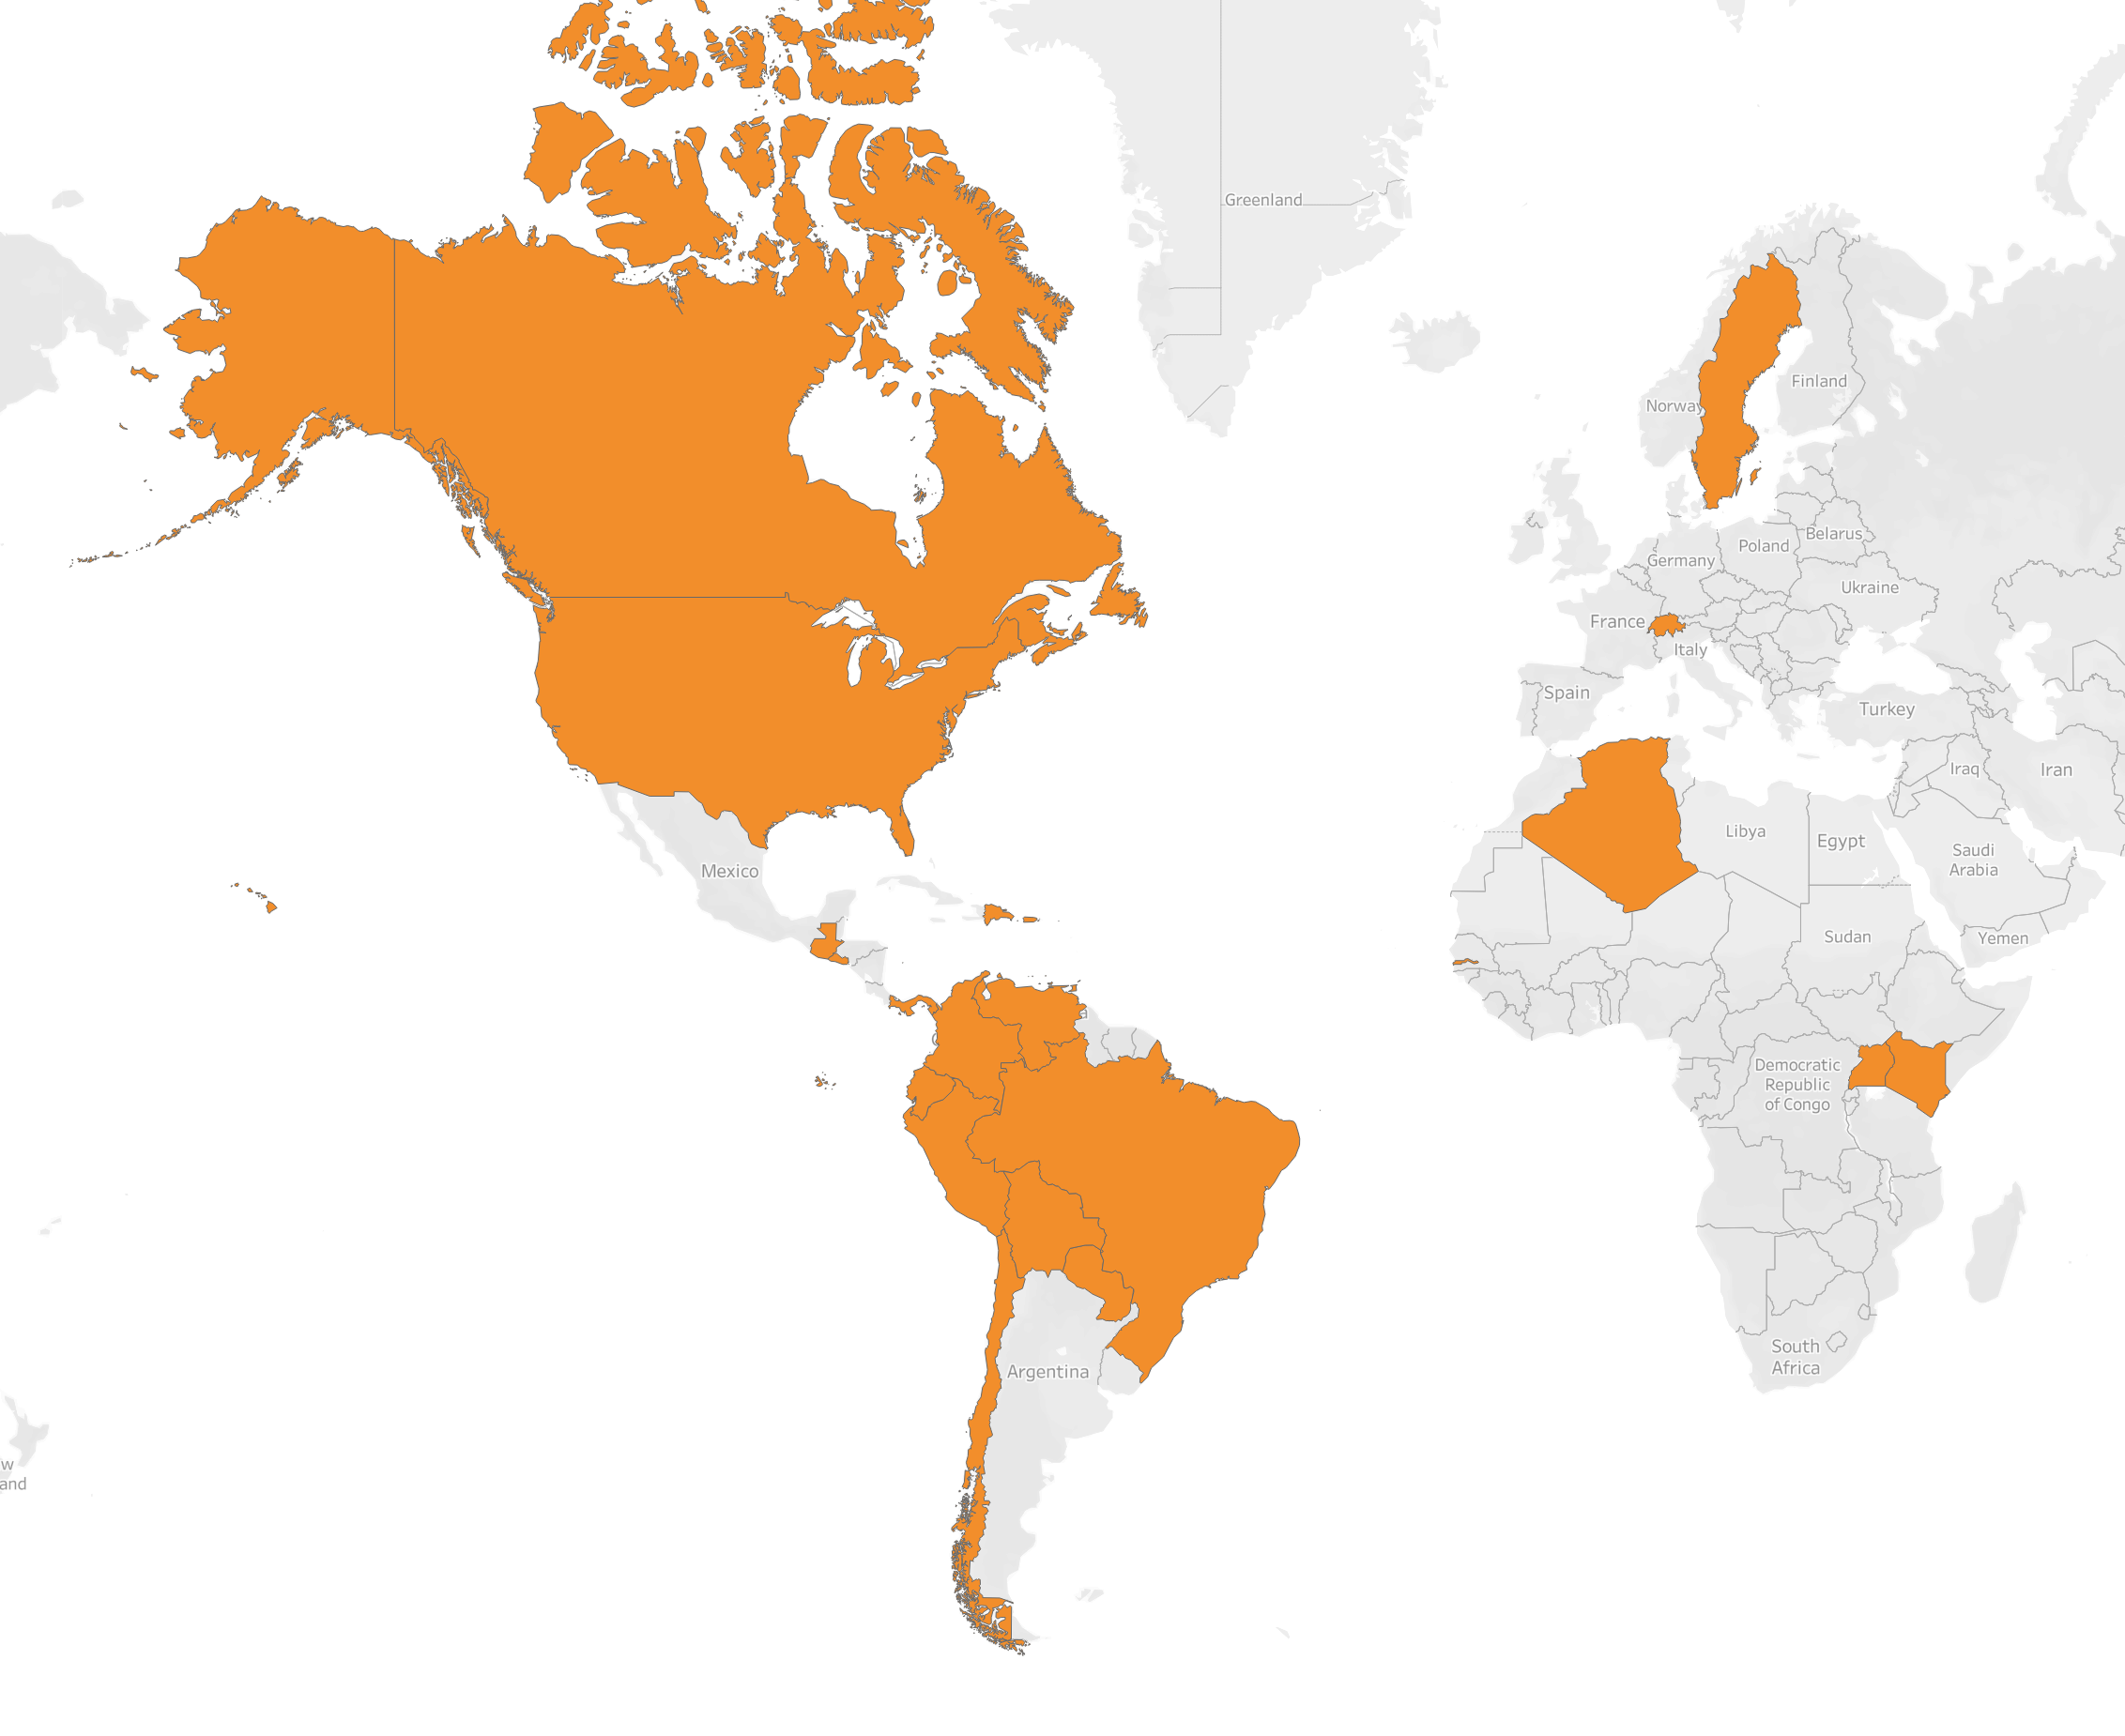 Greenland
Finland
Norway
Belarus
Poland
Germany
Ukraine
France
Italy
Spain
Turkey
Iraq
Iran
Libya
Egypt
Saudi
Arabia
Mexico
Sudan
Yemen
Democratic
Republic
of Congo
South
Africa
Argentina
w
and